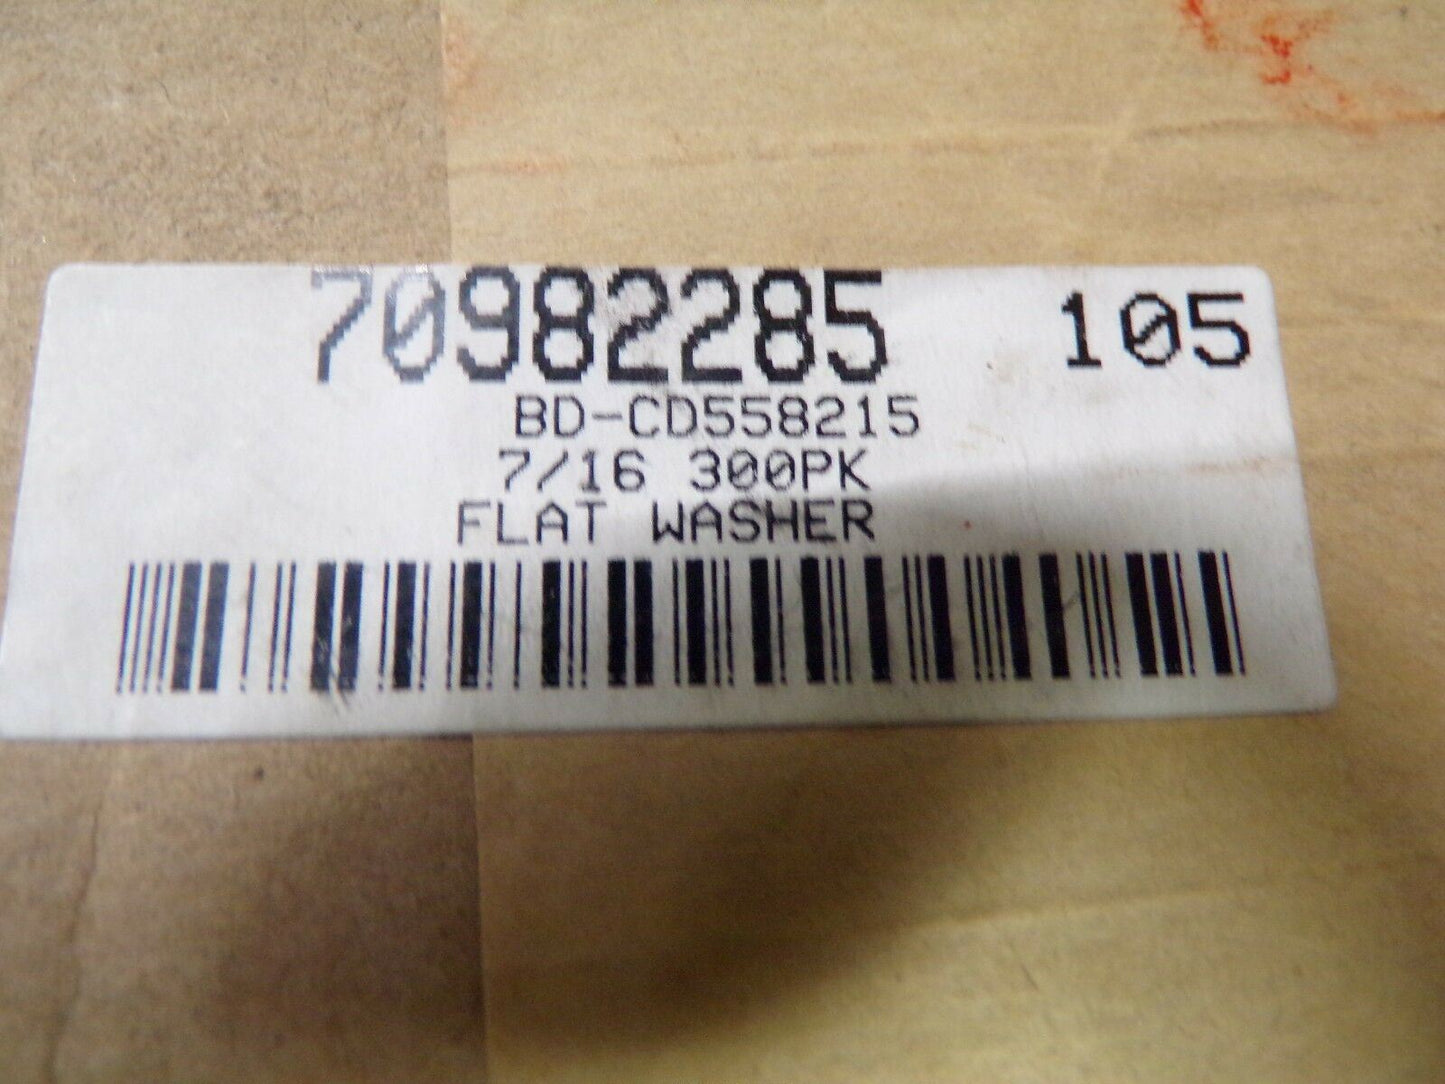 70982285 105
BD-CD558215
7/16 300PK
FLAT WASHER